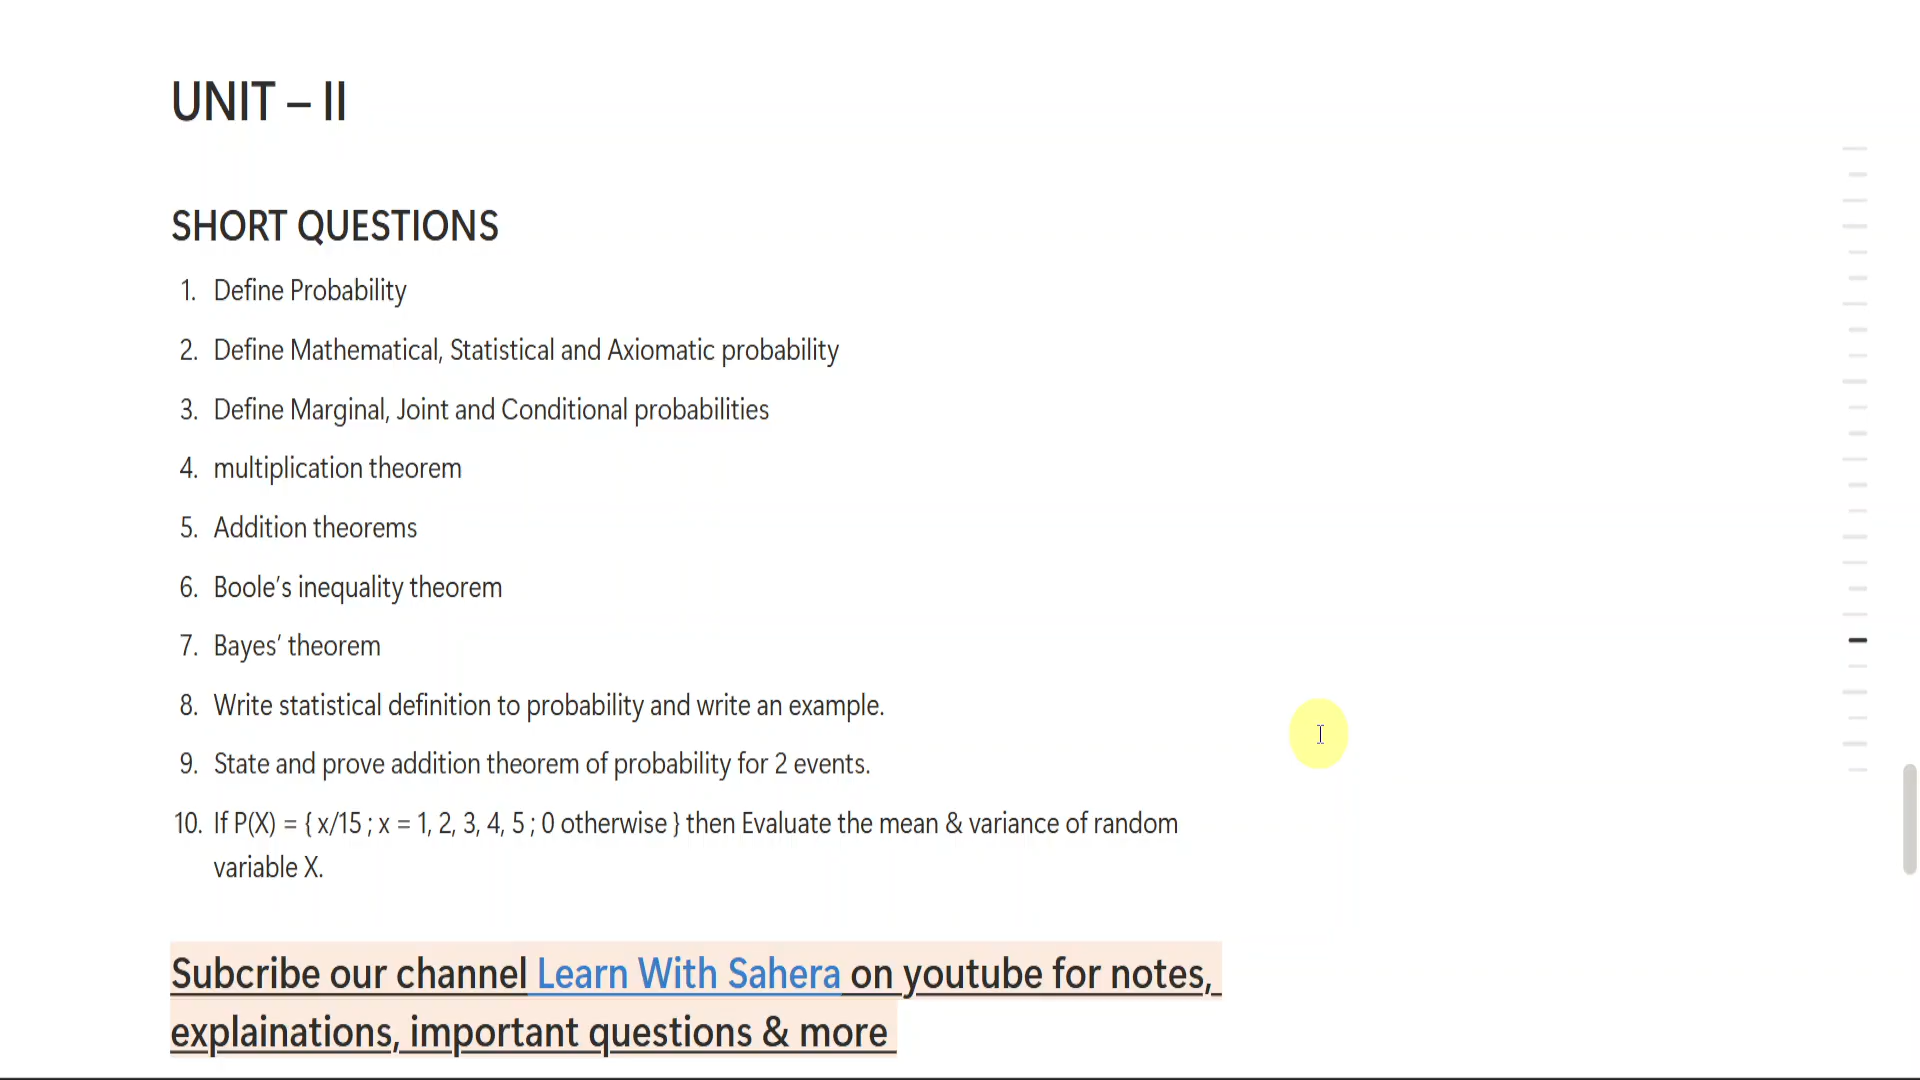 UNIT – II
SHORT QUESTIONS
1. Define Probability
2. Define Mathematical, Statistical and Axiomatic probability
3. Define Marginal, Joint and Conditional probabilities
4. multiplication theorem
5. Addition theorems
6. Boole’s inequality theorem
7. Bayes’ theorem
8. Write statistical definition to probability and write an example.
9. State and prove addition theorem of probability for 2 events.
10. If P(X) = { x/15 ; x = 1, 2, 3, 4, 5 ; 0 otherwise } then Evaluate the mean & variance of random
variable X.
Subcribe our channel Learn With Sahera on youtube for notes,
explainations, important questions & more